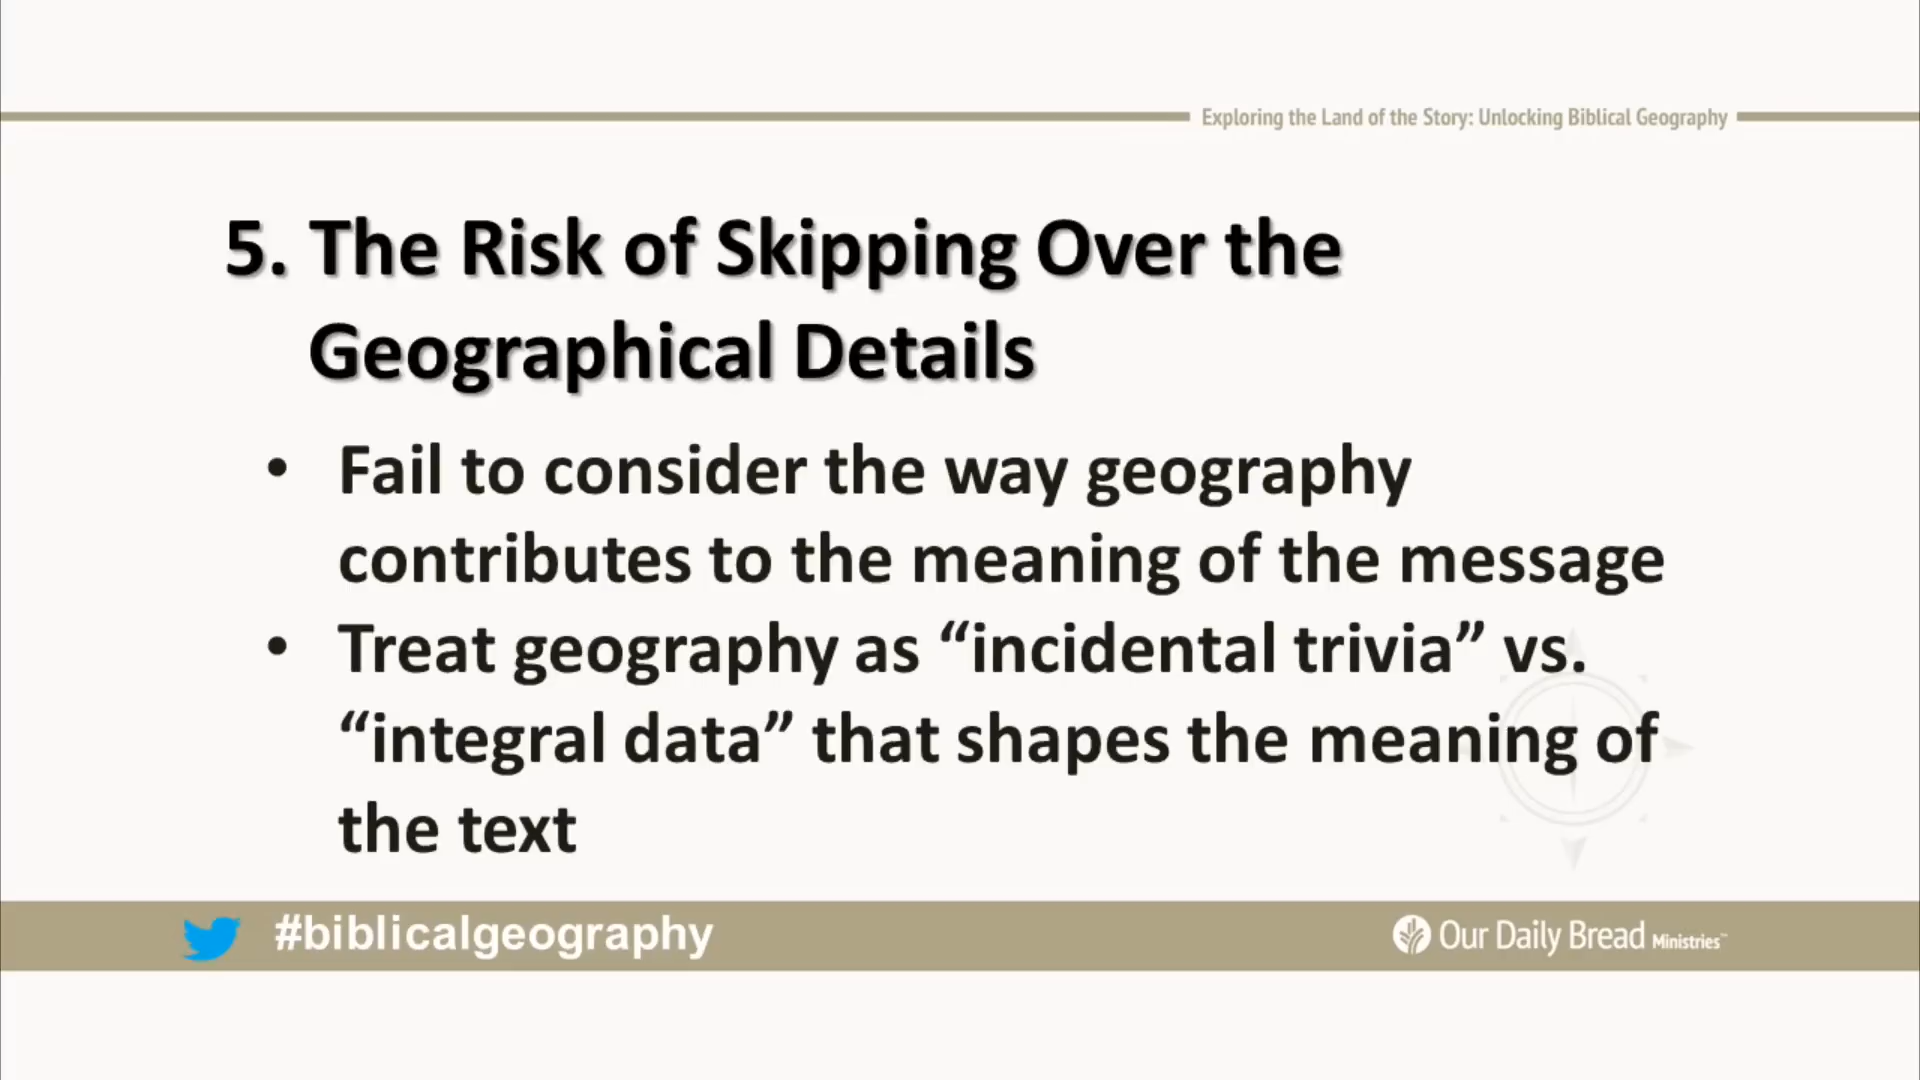 Exploring the Land of the Story: Unlocking Biblical Geography
5. The Risk of Skipping Over the
Geographical Details
• Fail to consider the way geography
contributes to the meaning of the message
• Treat geography as “incidental trivia” vs.
“integral data” that shapes the meaning of
the text
#biblicalgeography
Our Daily Bread Ministries™